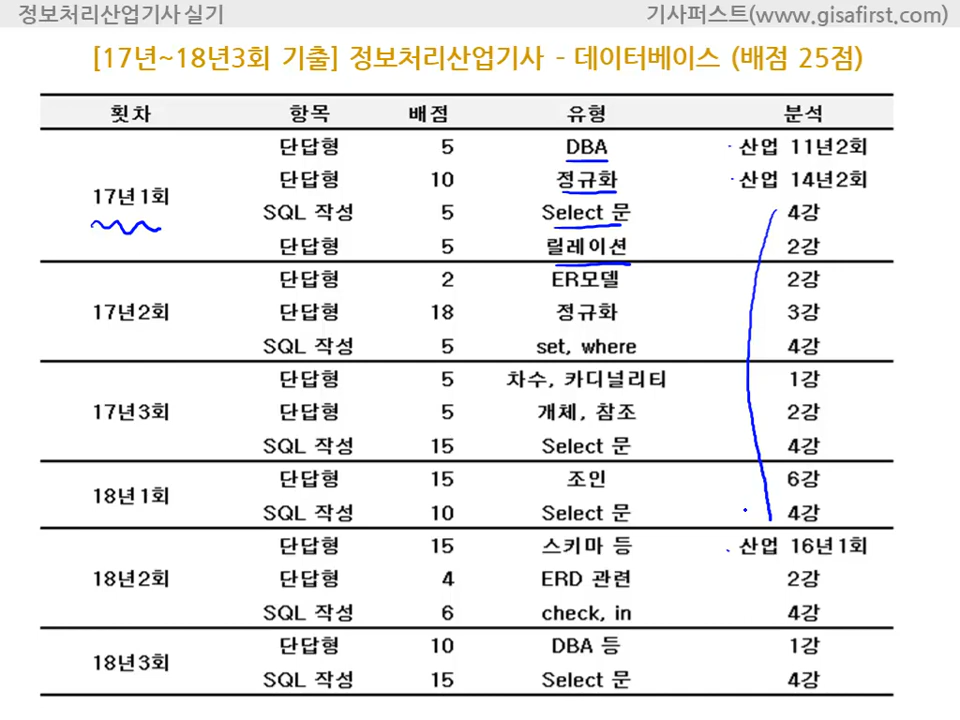 정보처리산업기사 실기 기사퍼스트(www.gisafirst.com)
[17년~18년3회 기출] 정보처리산업기사 - 데이터베이스 (배점 25점)
횟차 항목 배점 유형 분석
단답형 5 DBA 산업 11년2회
단답형 10 정규화 산업 14년2회
17년1회
SQL 작성 5 Select 문 4강
단답형 5 릴레이션 2강
단답형 2 ER모델 2강
17년2회 단답형 18 정규화 3강
SQL 작성 5 set, where 4강
단답형 5 차수, 카디널리티 1강
17년3회 단답형 5 개체, 참조 2강
SQL 작성 15 Select 문 4강
단답형 15 조인 6강
18년1회
SQL 작성 10 Select 문 4강
단답형 15 스키마 등 산업 16년1회
18년2회 단답형 4 ERD 관련 2강
SQL 작성 6 check, in 4강
단답형 10 DBA 등 1강
18년3회
SQL 작성 15 Select 문 4강